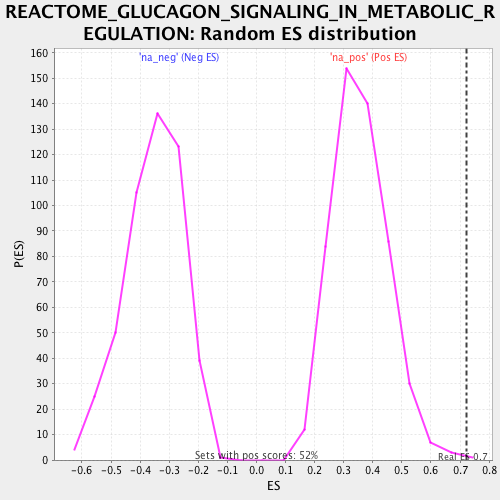 REACTOME_GLUCAGON_SIGNALING_IN_METABOLIC_R
EGULATION: Random ES distribution
'na_neg' (Neg ES) 'na_pos' (Pos ES)
160
150
140
130
120
110
100
90
80
70
60
50
40
30
20
10
0
P(ES)
Sets with pos scores: 52%
Real ES 0.7
-0.6 -0.5 -0.4 -0.3 -0.2 -0.1 0.0 0.1 0.2 0.3 0.4 0.5 0.6 0.7 0.8
ES